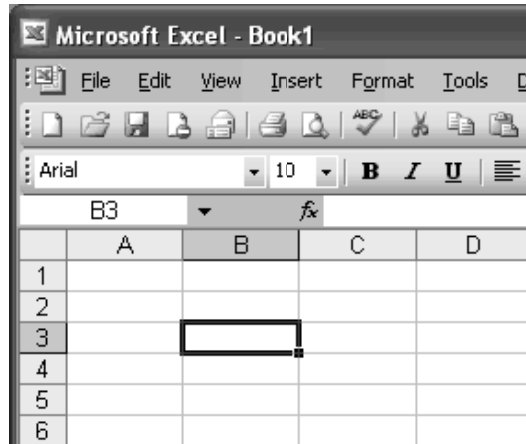 Microsoft Excel - Book1
File Edit View Insert Format Tools D
ABC
Arial 10 B I U
B3 fx
A B C D
1
2
3
4
5
6